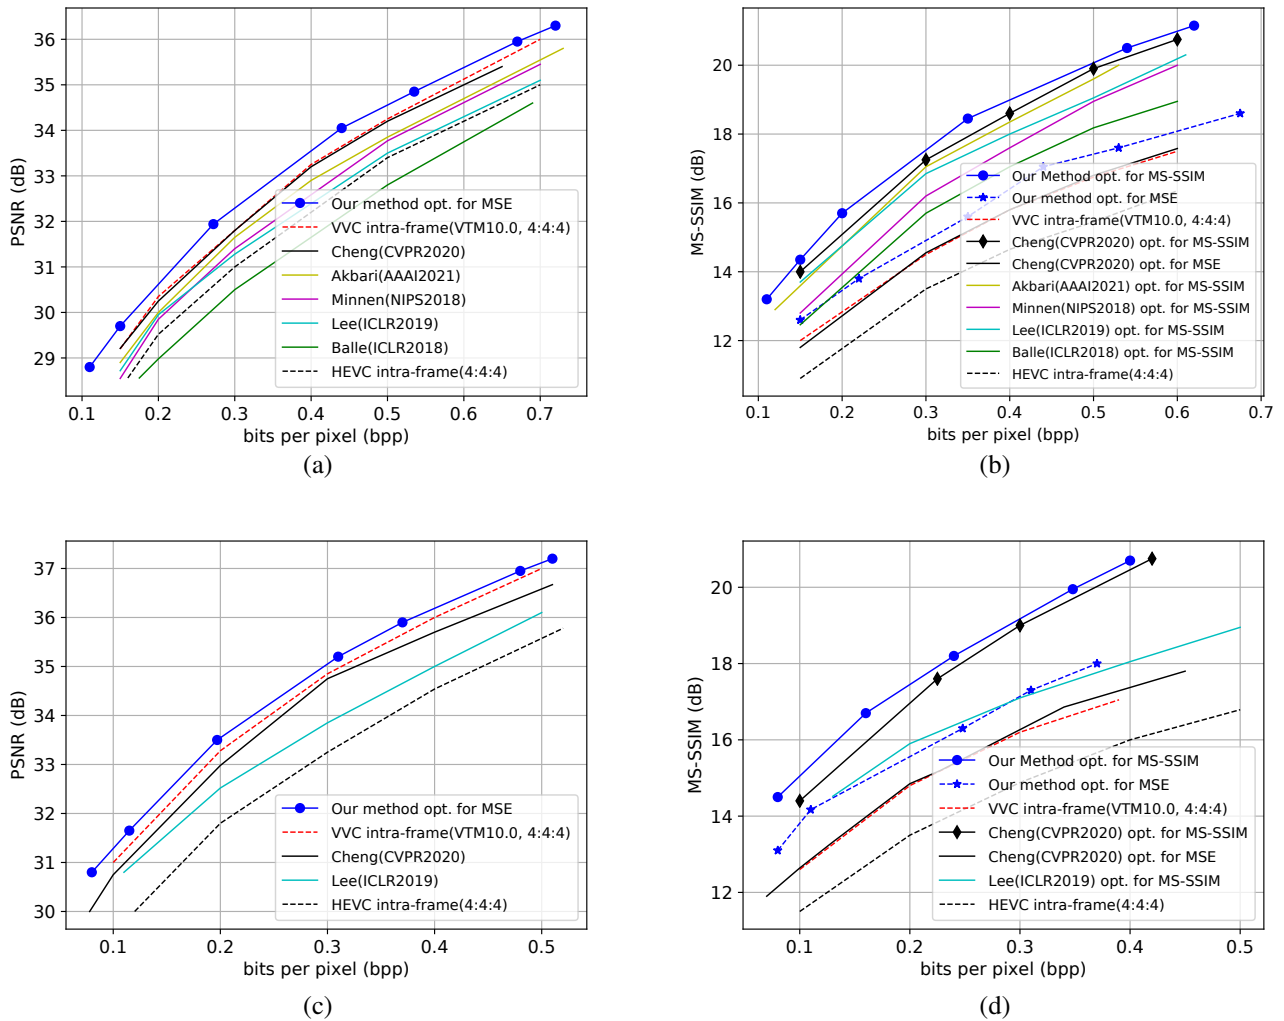 36
35
34
33
32
31
30
29
PSNR (dB)
Our method opt. for MSE
VVC intra-frame(VTM10.0, 4:4:4)
Cheng(CVPR2020)
Akbari(AAAI2021)
Minnen(NIPS2018)
Lee(ICLR2019)
Balle(ICLR2018)
HEVC intra-frame(4:4:4)
0.1 0.2 0.3 0.4 0.5 0.6 0.7
bits per pixel (bpp)
(a)
20
18
16
14
12
MS-SSIM (dB)
Our Method opt. for MS-SSIM
Our method opt. for MSE
VVC intra-frame(VTM10.0, 4:4:4)
Cheng(CVPR2020) opt. for MS-SSIM
Cheng(CVPR2020) opt. for MSE
Akbari(AAAI2021) opt. for MS-SSIM
Minnen(NIPS2018) opt. for MS-SSIM
Lee(ICLR2019) opt. for MS-SSIM
Balle(ICLR2018) opt. for MS-SSIM
HEVC intra-frame(4:4:4)
0.1 0.2 0.3 0.4 0.5 0.6 0.7
bits per pixel (bpp)
(b)
37
36
35
34
33
32
31
30
PSNR (dB)
Our method opt. for MSE
VVC intra-frame(VTM10.0, 4:4:4)
Cheng(CVPR2020)
Lee(ICLR2019)
HEVC intra-frame(4:4:4)
0.1 0.2 0.3 0.4 0.5
bits per pixel (bpp)
(c)
20
18
16
14
12
MS-SSIM (dB)
Our Method opt. for MS-SSIM
Our method opt. for MSE
VVC intra-frame(VTM10.0, 4:4:4)
Cheng(CVPR2020) opt. for MS-SSIM
Cheng(CVPR2020) opt. for MSE
Lee(ICLR2019) opt. for MS-SSIM
HEVC intra-frame(4:4:4)
0.1 0.2 0.3 0.4 0.5
bits per pixel (bpp)
(d)